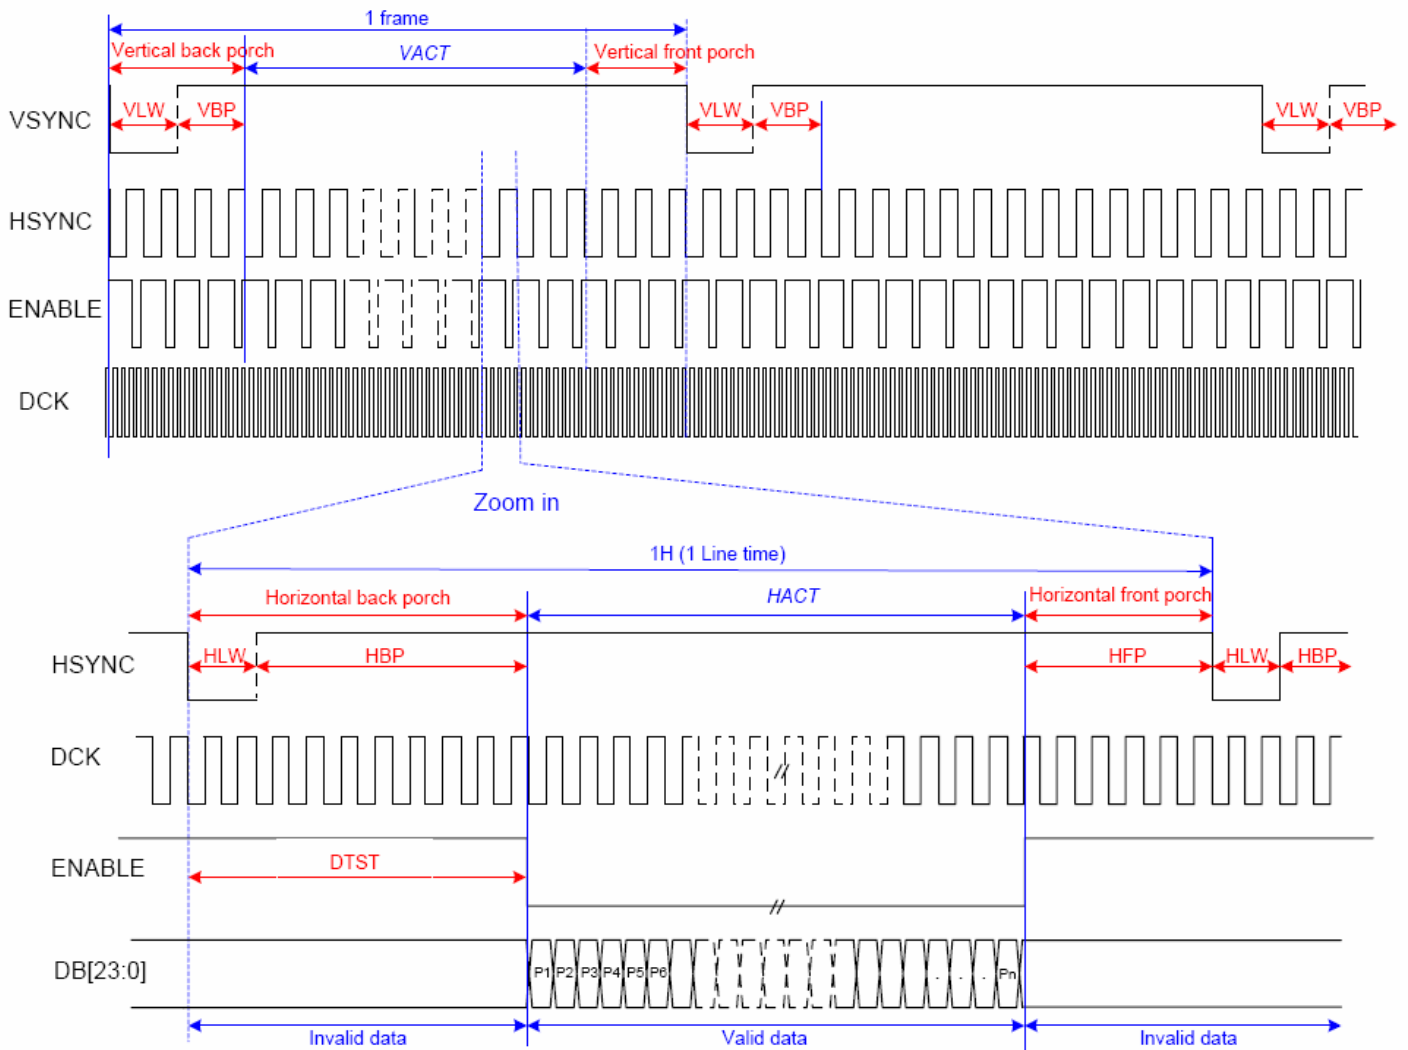 1 frame
Vertical back porch
VACT
Vertical front porch
VSYNC
VLW
VBP
VLW
VBP
VLW
VBP
HSYNC
ENABLE
DCK
Zoom in
1H (1 Line time)
Horizontal back porch
HACT
Horizontal front porch
HSYNC
HLW
HBP
HFP
HLW
HBP
DCK
//
ENABLE
DTST
//
DB[23:0]
P1 P2 P3 P4 P5 P6 . . . Pn
Invalid data
Valid data
Invalid data